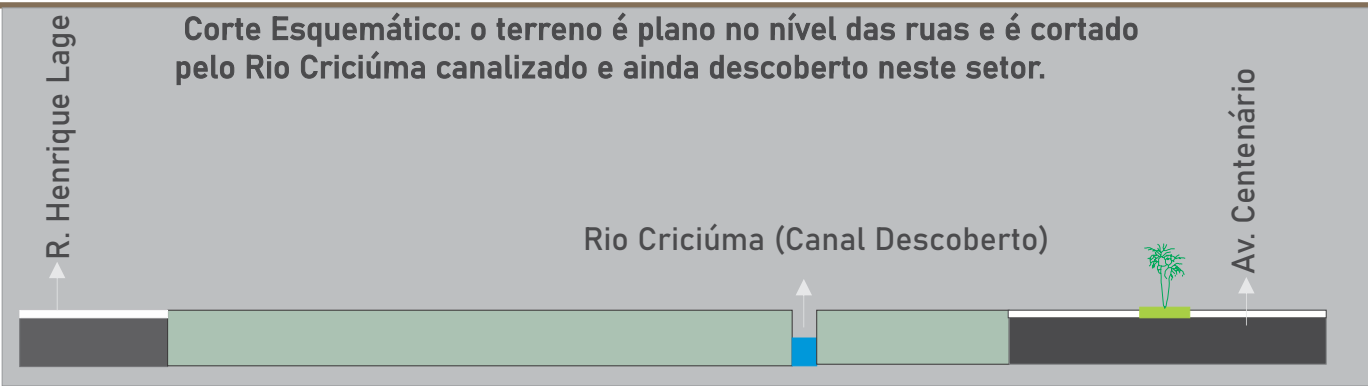 Corte Esquemático: o terreno é plano no nível das ruas e é cortado
pelo Rio Criciúma canalizado e ainda descoberto neste setor.
R. Henrique Lage
Rio Criciúma (Canal Descoberto)
Av. Centenário